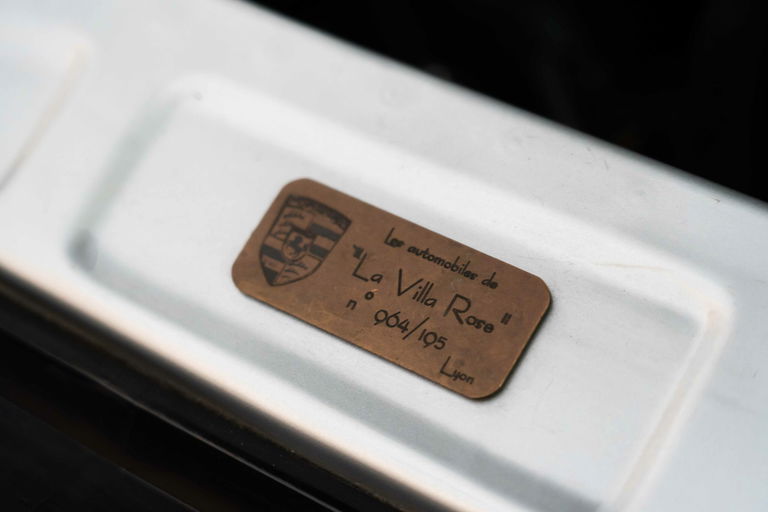 Les automobiles de
"La Villa Rose"
n° 964/195
Lyon